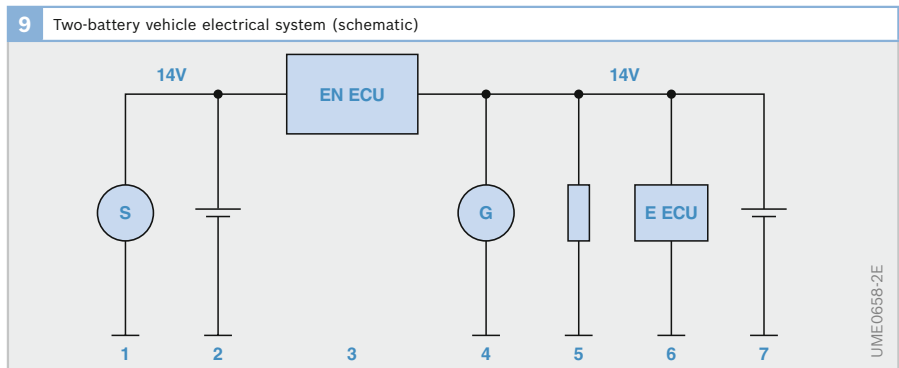 9 Two-battery vehicle electrical system (schematic)
14V 14V
EN ECU
S G E ECU
1 2 3 4 5 6 7
UME0658-2E